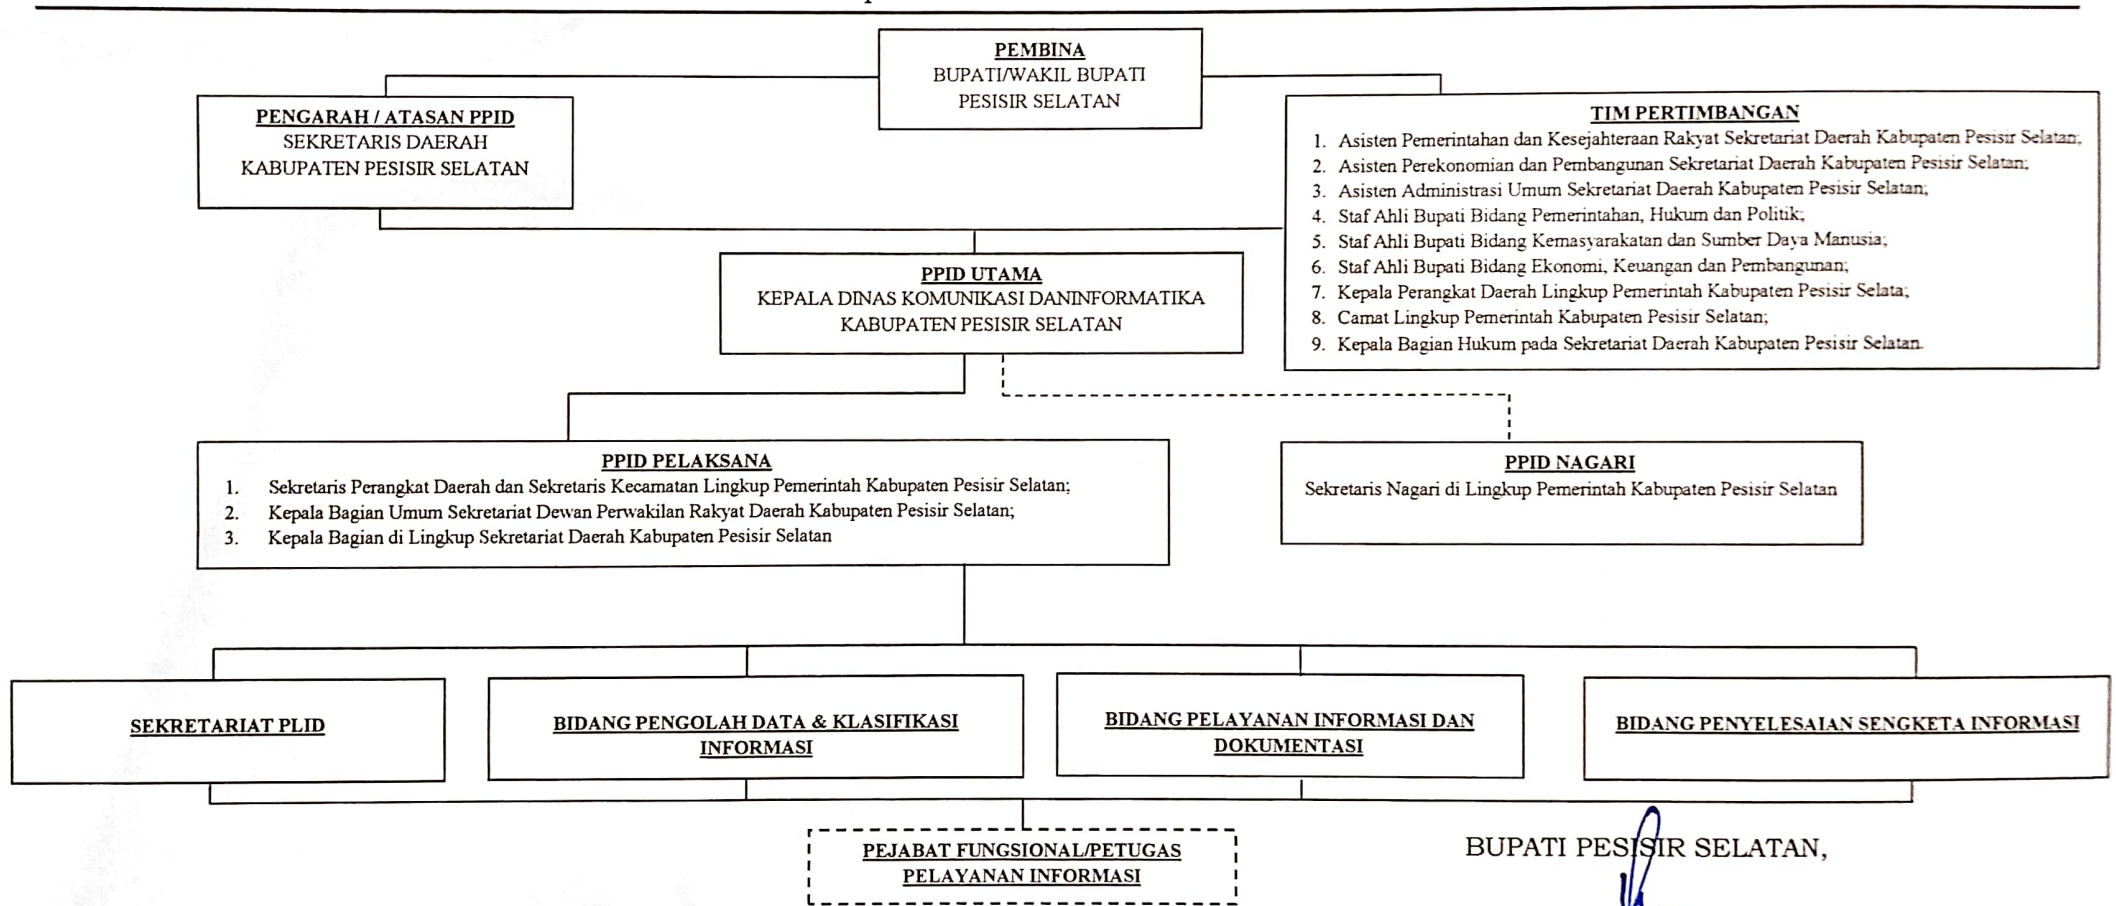 PEMBINA
BUPATI/WAKIL BUPATI
PESISIR SELATAN
PENGARAH / ATASAN PPID
SEKRETARIS DAERAH
KABUPATEN PESISIR SELATAN
TIM PERTIMBANGAN
1. Asisten Pemerintahan dan Kesejahteraan Rakyat Sekretariat Daerah Kabupaten Pesisir Selatan;
2. Asisten Perekonomian dan Pembangunan Sekretariat Daerah Kabupaten Pesisir Selatan;
3. Asisten Administrasi Umum Sekretariat Daerah Kabupaten Pesisir Selatan;
4. Staf Ahli Bupati Bidang Pemerintahan, Hukum dan Politik;
5. Staf Ahli Bupati Bidang Kemasyarakatan dan Sumber Daya Manusia;
6. Staf Ahli Bupati Bidang Ekonomi, Keuangan dan Pembangunan;
7. Kepala Perangkat Daerah Lingkup Pemerintah Kabupaten Pesisir Selata;
8. Camat Lingkup Pemerintah Kabupaten Pesisir Selatan;
9. Kepala Bagian Hukum pada Sekretariat Daerah Kabupaten Pesisir Selatan.
PPID UTAMA
KEPALA DINAS KOMUNIKASI DANINFORMATIKA
KABUPATEN PESISIR SELATAN
PPID PELAKSANA
1. Sekretaris Perangkat Daerah dan Sekretaris Kecamatan Lingkup Pemerintah Kabupaten Pesisir Selatan;
2. Kepala Bagian Umum Sekretariat Dewan Perwakilan Rakyat Daerah Kabupaten Pesisir Selatan;
3. Kepala Bagian di Lingkup Sekretariat Daerah Kabupaten Pesisir Selatan
PPID NAGARI
Sekretaris Nagari di Lingkup Pemerintah Kabupaten Pesisir Selatan
SEKRETARIAT PLID
BIDANG PENGOLAH DATA & KLASIFIKASI
INFORMASI
BIDANG PELAYANAN INFORMASI DAN
DOKUMENTASI
BIDANG PENYELESAIAN SENGKETA INFORMASI
PEJABAT FUNGSIONAL/PETUGAS
PELAYANAN INFORMASI
BUPATI PESISIR SELATAN,